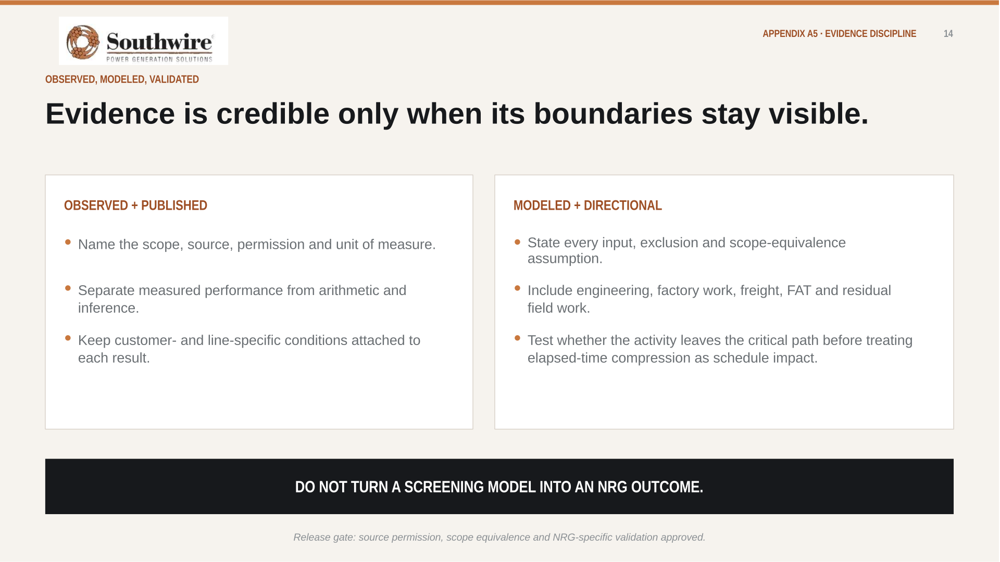 Southwire®
POWER GENERATION SOLUTIONS
APPENDIX A5 · EVIDENCE DISCIPLINE 14
OBSERVED, MODELED, VALIDATED
Evidence is credible only when its boundaries stay visible.
OBSERVED + PUBLISHED
• Name the scope, source, permission and unit of measure.
• Separate measured performance from arithmetic and
inference.
• Keep customer- and line-specific conditions attached to
each result.
MODELED + DIRECTIONAL
• State every input, exclusion and scope-equivalence
assumption.
• Include engineering, factory work, freight, FAT and residual
field work.
• Test whether the activity leaves the critical path before treating
elapsed-time compression as schedule impact.
DO NOT TURN A SCREENING MODEL INTO AN NRG OUTCOME.
Release gate: source permission, scope equivalence and NRG-specific validation approved.